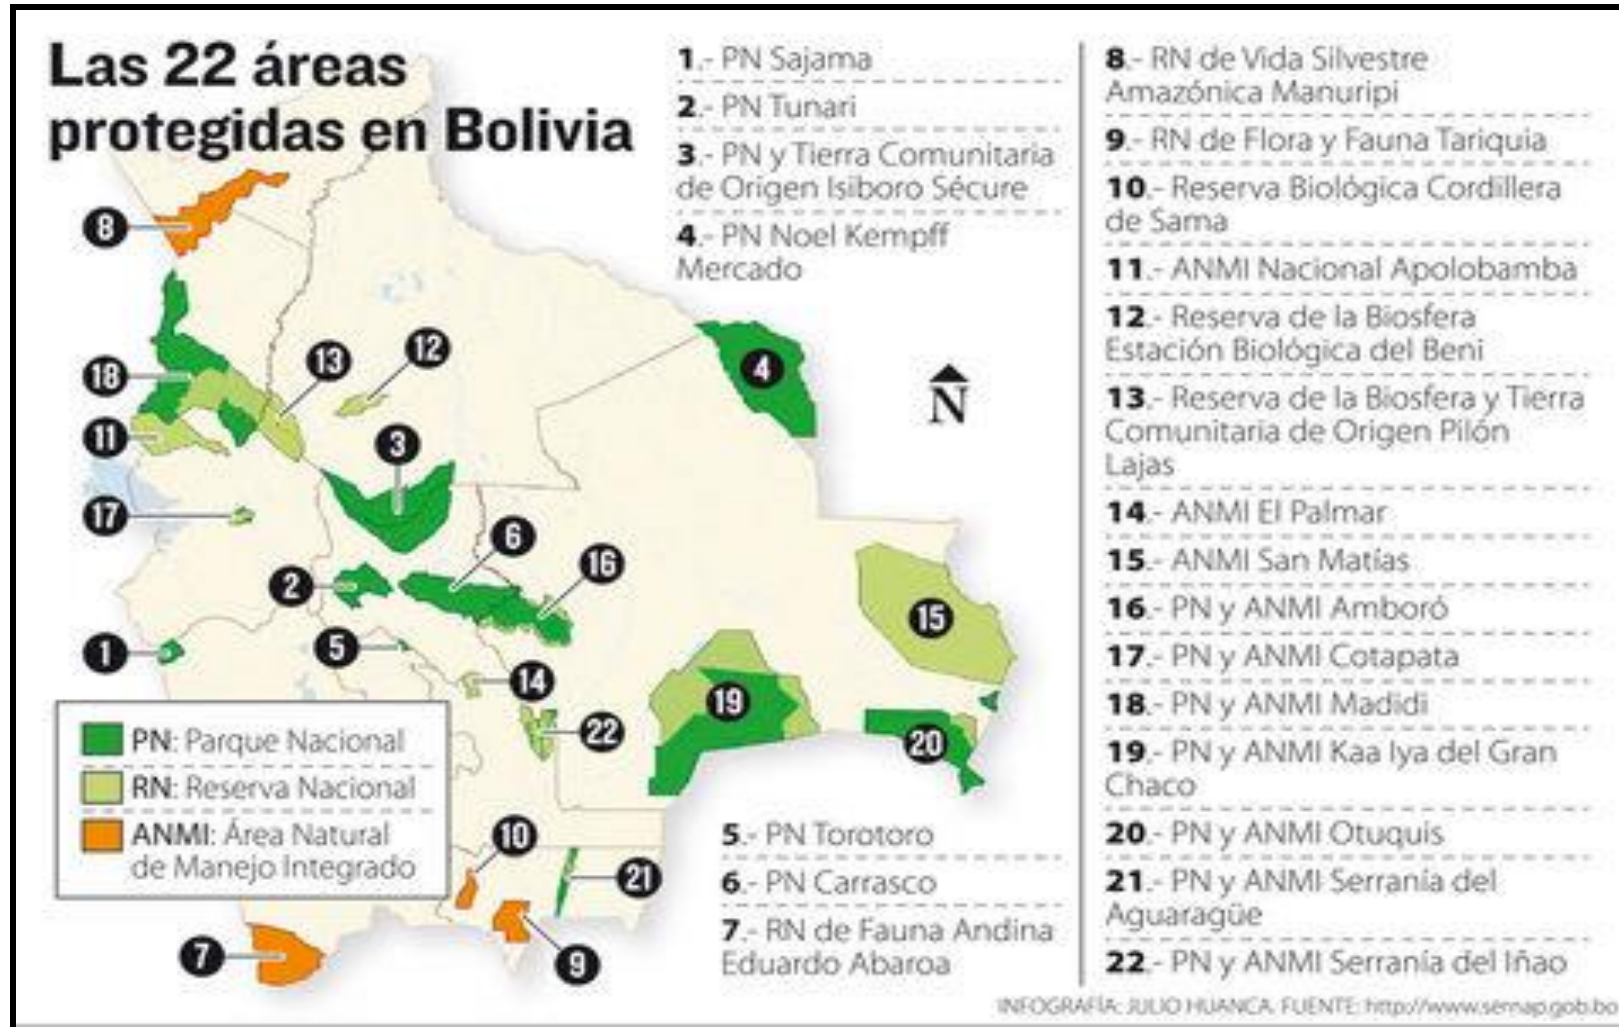 Las 22 áreas
protegidas en Bolivia
1.- PN Sajama
2.- PN Tunari
3.- PN y Tierra Comunitaria
de Origen Isiboro Sécure
4.- PN Noel Kempff
Mercado
5.- PN Torotoro
6.- PN Carrasco
7.- RN de Fauna Andina
Eduardo Abaroa
8.- RN de Vida Silvestre
Amazónica Manuripi
9.- RN de Flora y Fauna Tariquia
10.- Reserva Biológica Cordillera
de Sama
11.- ANMI Nacional Apolobamba
12.- Reserva de la Biosfera
Estación Biológica del Beni
13.- Reserva de la Biosfera y Tierra
Comunitaria de Origen Pilón
Lajas
14.- ANMI El Palmar
15.- ANMI San Matías
16.- PN y ANMI Amboró
17.- PN y ANMI Cotapata
18.- PN y ANMI Madidi
19.- PN y ANMI Kaa Iya del Gran
Chaco
20.- PN y ANMI Otuquis
21.- PN y ANMI Serranía del
Aguaragüe
22.- PN y ANMI Serranía del Iñao
8
18
13
12
4
N
11
3
17
6
2
16
15
1
5
14
19
22
20
10
21
7
9
PN: Parque Nacional
RN: Reserva Nacional
ANMI: Área Natural
de Manejo Integrado
INFOGRAFÍA: JULIO HUANCA. FUENTE: http://www.sernap.gob.bo